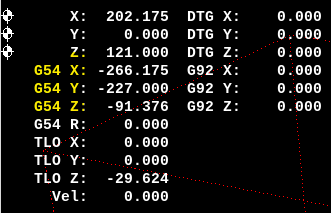 X: 202.175 DTG X: 0.000
Y: 0.000 DTG Y: 0.000
Z: 121.000 DTG Z: 0.000
G54 X: -266.175 G92 X: 0.000
G54 Y: -227.000 G92 Y: 0.000
G54 Z: -91.376 G92 Z: 0.000
G54 R: 0.000
TLO X: 0.000
TLO Y: 0.000
TLO Z: -29.624
Vel: 0.000